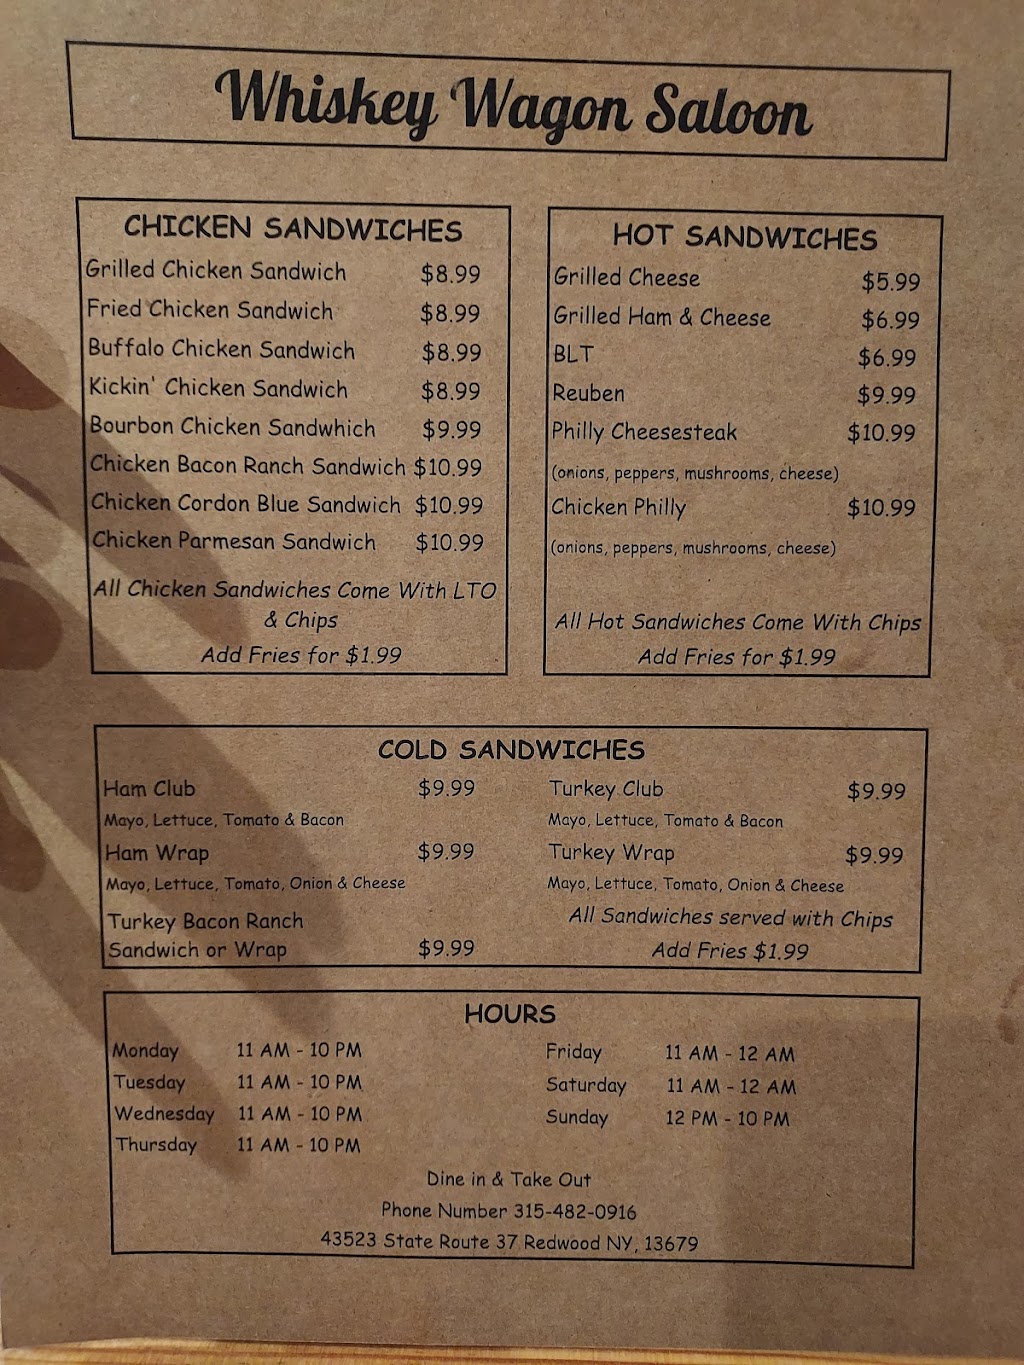 Whiskey Wagon Saloon
CHICKEN SANDWICHES
Grilled Chicken Sandwich $8.99
Fried Chicken Sandwich $8.99
Buffalo Chicken Sandwich $8.99
Kickin' Chicken Sandwich $8.99
Bourbon Chicken Sandwhich $9.99
Chicken Bacon Ranch Sandwich $10.99
Chicken Cordon Blue Sandwich $10.99
Chicken Parmesan Sandwich $10.99
All Chicken Sandwiches Come With LTO
& Chips
Add Fries for $1.99
HOT SANDWICHES
Grilled Cheese $5.99
Grilled Ham & Cheese $6.99
BLT $6.99
Reuben $9.99
Philly Cheesesteak $10.99
(onions, peppers, mushrooms, cheese)
Chicken Philly $10.99
(onions, peppers, mushrooms, cheese)
All Hot Sandwiches Come With Chips
Add Fries for $1.99
COLD SANDWICHES
Ham Club $9.99
Mayo, Lettuce, Tomato & Bacon
Ham Wrap $9.99
Mayo, Lettuce, Tomato, Onion & Cheese
Turkey Bacon Ranch
Sandwich or Wrap $9.99
Turkey Club $9.99
Mayo, Lettuce, Tomato & Bacon
Turkey Wrap $9.99
Mayo, Lettuce, Tomato, Onion & Cheese
All Sandwiches served with Chips
Add Fries $1.99
HOURS
Monday 11 AM - 10 PM
Tuesday 11 AM - 10 PM
Wednesday 11 AM - 10 PM
Thursday 11 AM - 10 PM
Friday 11 AM - 12 AM
Saturday 11 AM - 12 AM
Sunday 12 PM - 10 PM
Dine in & Take Out
Phone Number 315-482-0916
43523 State Route 37 Redwood NY, 13679